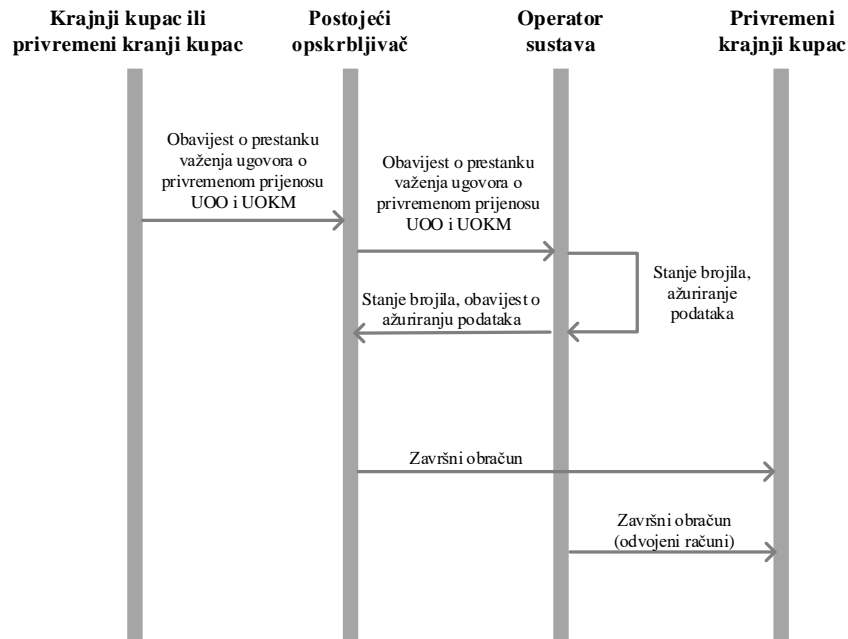 Krajnji kupac ili
privremeni kranji kupac
Postojeći
opskrbljivač
Operator
sustava
Privremeni
krajnji kupac
Obavijest o prestanku
važenja ugovora o
privremenom prijenosu
UOO i UOKM
Obavijest o prestanku
važenja ugovora o
privremenom prijenosu
UOO i UOKM
Stanje brojila,
ažuriranje
podataka
Stanje brojila, obavijest o
ažuriranju podataka
Završni obračun
Završni obračun
(odvojeni računi)